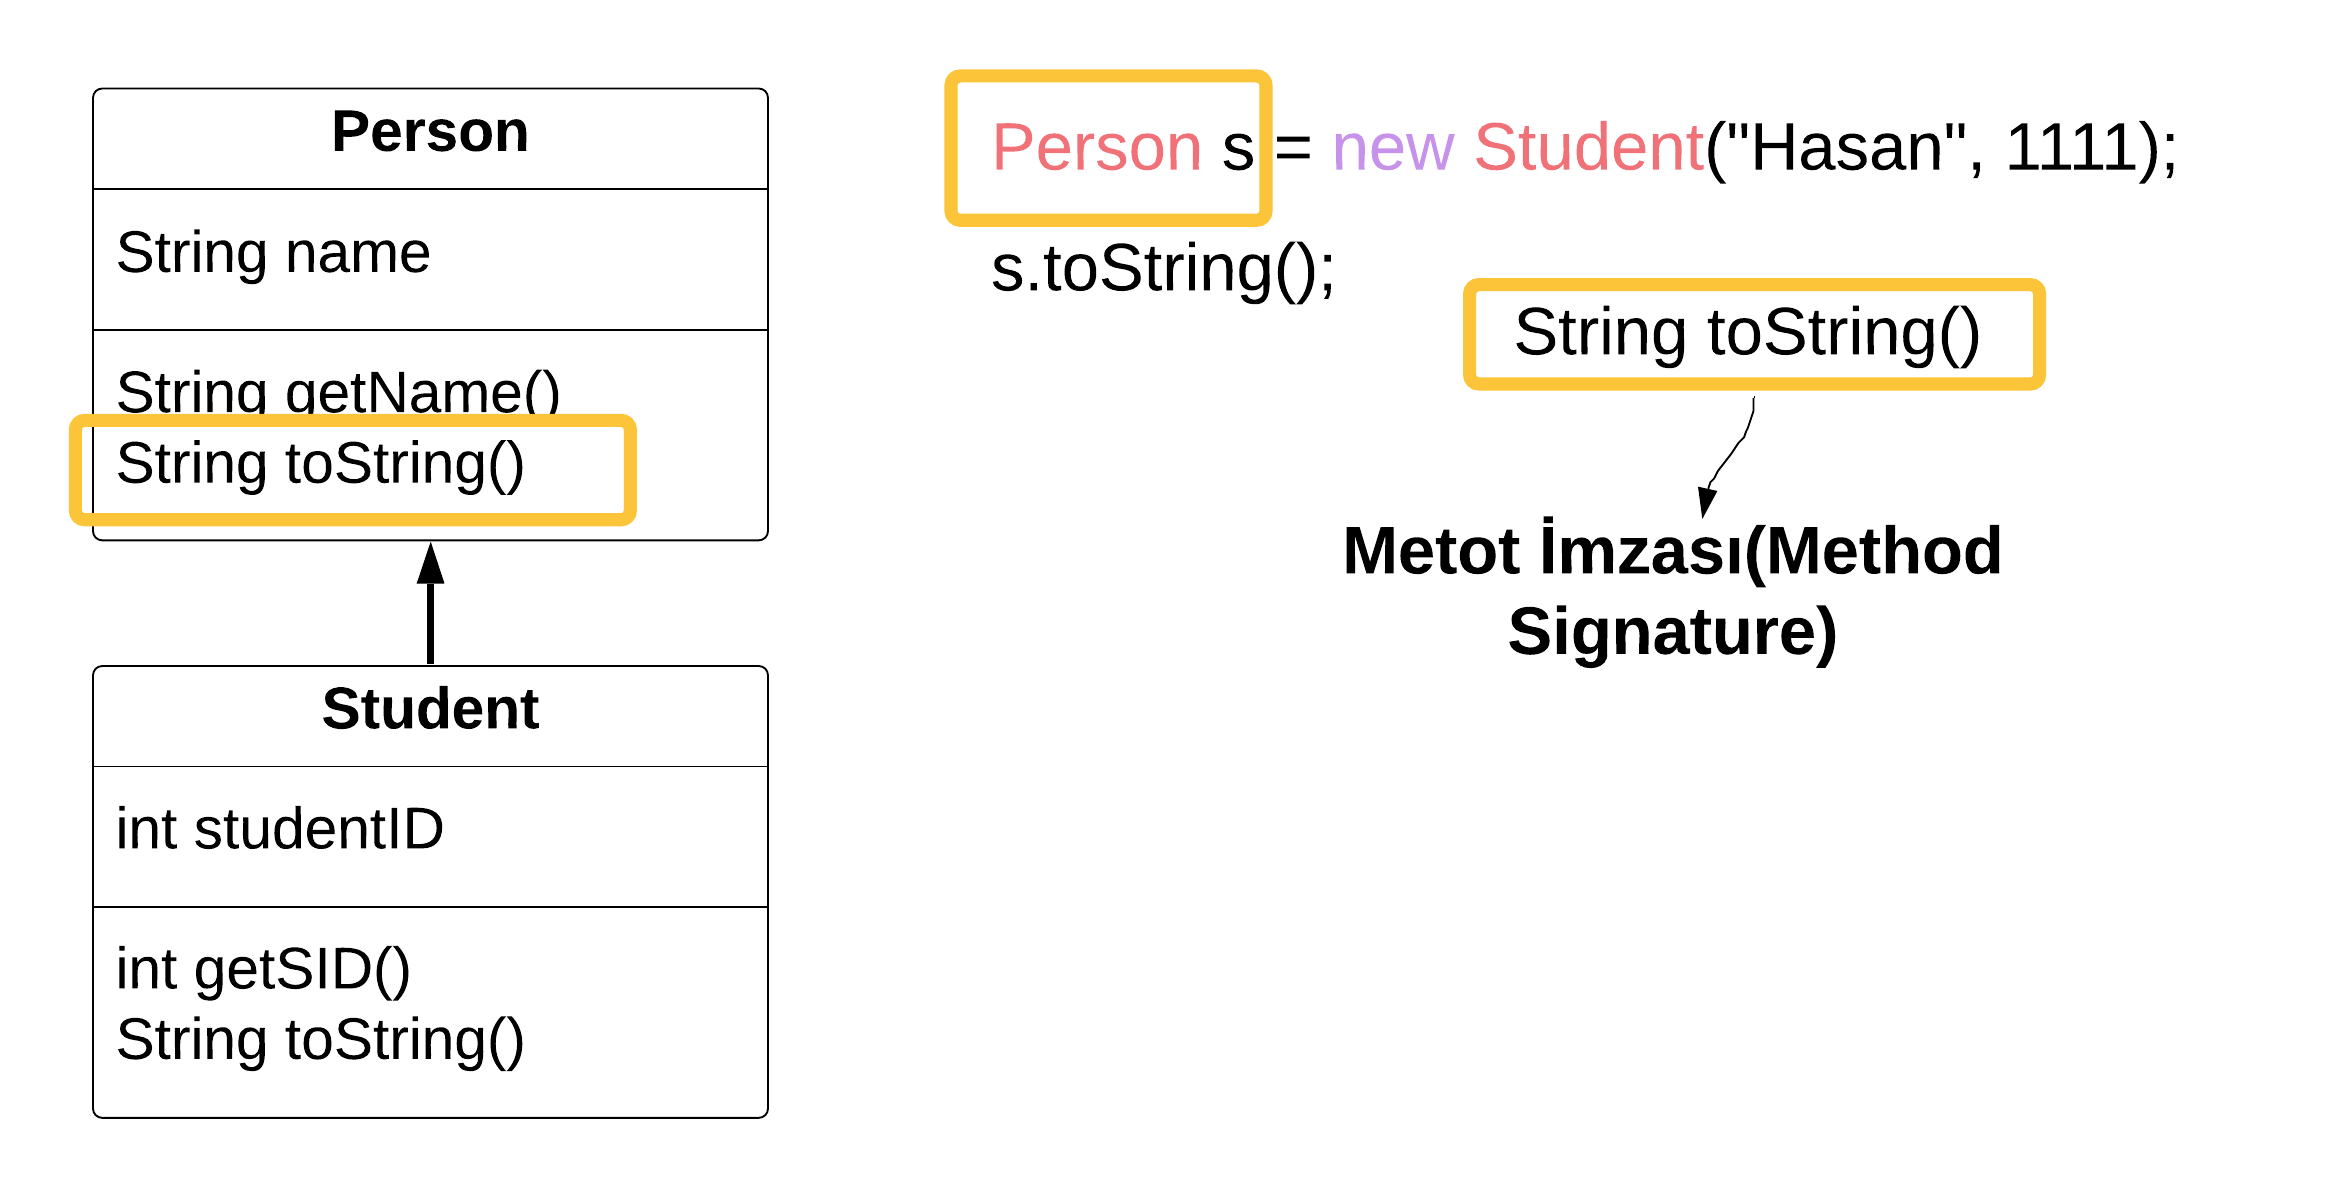 Person
String name
String getName()
String toString()
Student
int studentID
int getSID()
String toString()
Person s = new Student("Hasan", 1111);
s.toString();
String toString()
Metot İmzası(Method
Signature)